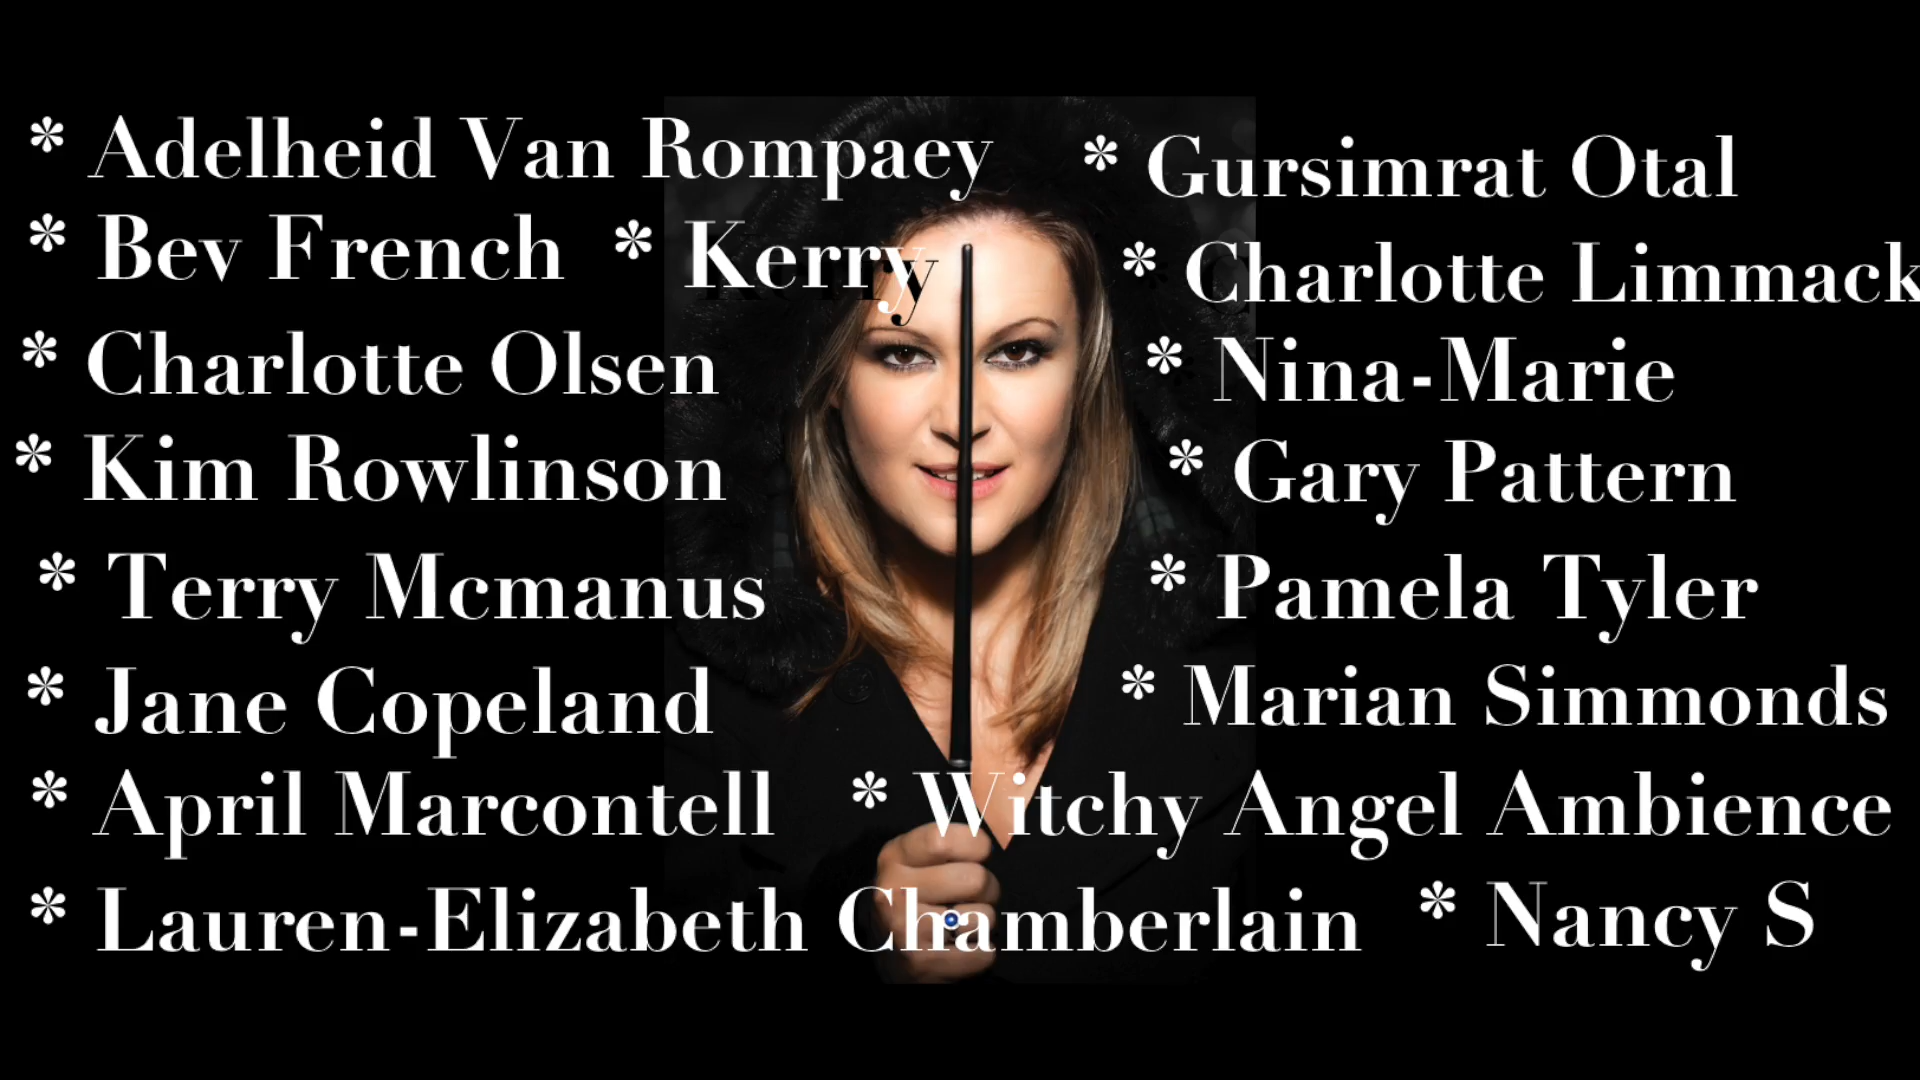 * Adelheid Van Rompaey
* Gursimrat Otal
* Bev French * Kerry
* Charlotte Limmack
* Charlotte Olsen
* Nina-Marie
* Kim Rowlinson
* Gary Pattern
* Terry Mcmanus
* Pamela Tyler
* Jane Copeland
* Marian Simmonds
* April Marcontell * Witchy Angel Ambience
* Lauren-Elizabeth Chamberlain * Nancy S